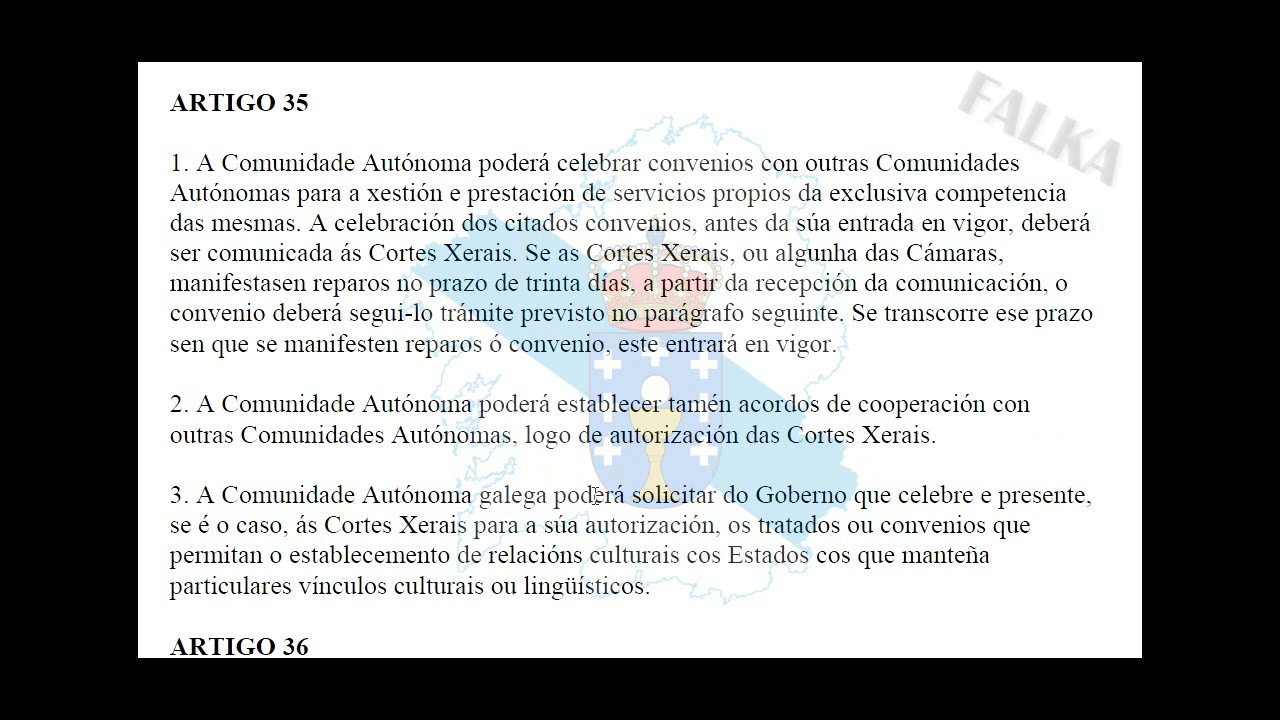 FALKA
ARTIGO 35
1. A Comunidade Autónoma poderá celebrar convenios con outras Comunidades
Autónomas para a xestión e prestación de servicios propios da exclusiva competencia
das mesmas. A celebración dos citados convenios, antes da súa entrada en vigor, deberá
ser comunicada ás Cortes Xerais. Se as Cortes Xerais, ou algunha das Cámaras,
manifestasen reparos no prazo de trinta días, a partir da recepción da comunicación, o
convenio deberá segui-lo trámite previsto no parágrafo seguinte. Se transcorre ese prazo
sen que se manifesten reparos ó convenio, este entrará en vigor.
2. A Comunidade Autónoma poderá establecer tamén acordos de cooperación con
outras Comunidades Autónomas, logo de autorización das Cortes Xerais.
3. A Comunidade Autónoma galega poderá solicitar do Goberno que celebre e presente,
se é o caso, ás Cortes Xerais para a súa autorización, os tratados ou convenios que
permitan o establecemento de relacións culturais cos Estados cos que manteña
particulares vínculos culturais ou lingüísticos.
ARTIGO 36